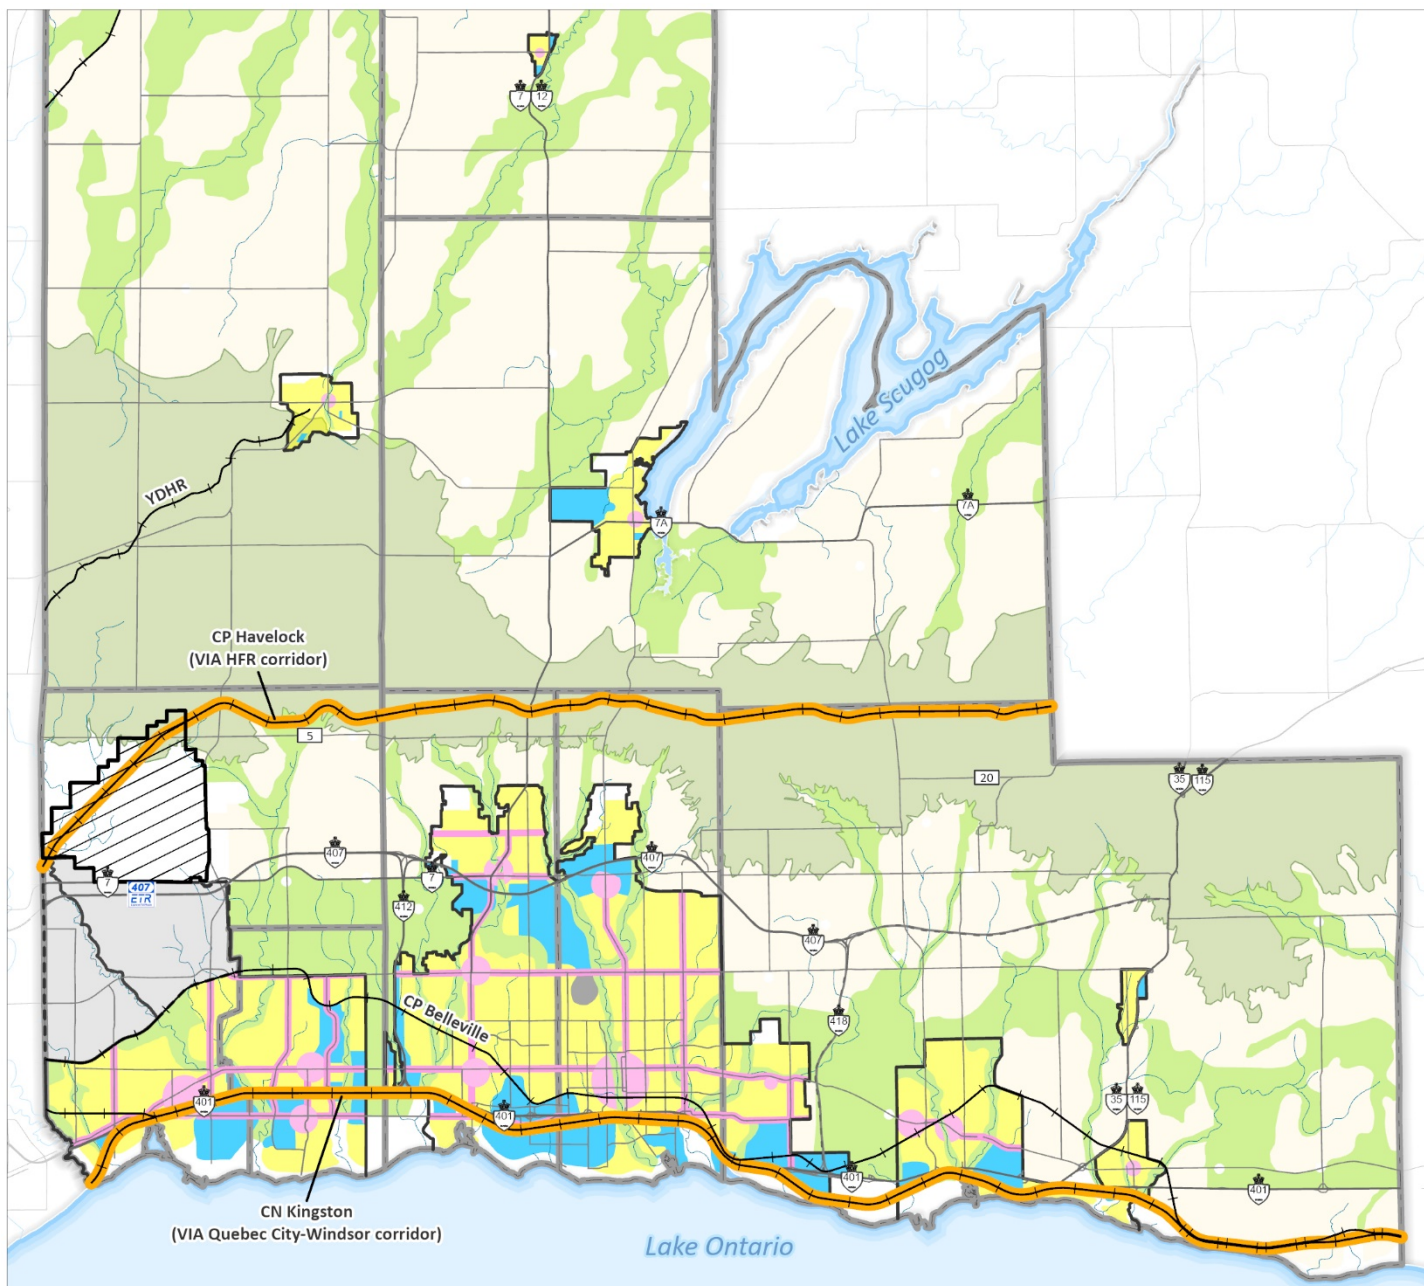 7
12
Lake Scugog
YDHR
7A
7A
CP Havelock
(VIA HFR corridor)
5
20
35
115
407
407
7
7
407
ETR
412
407
418
CP Belleville
401
401
35
115
401
401
CN Kingston
(VIA Quebec City-Windsor corridor)
Lake Ontario